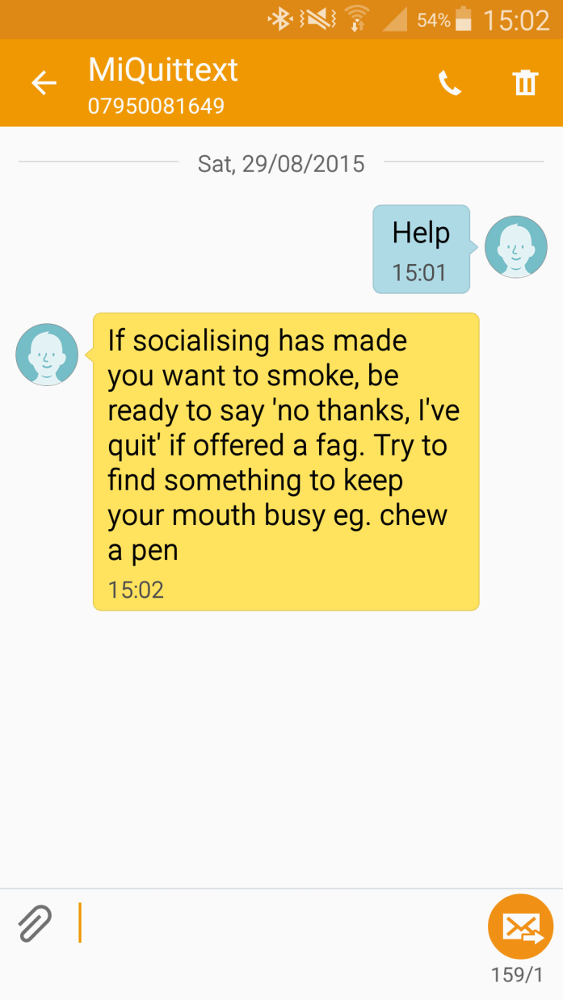 54% 15:02
MiQuittext
07950081649
Sat, 29/08/2015
Help
15:01
If socialising has made
you want to smoke, be
ready to say 'no thanks, I've
quit' if offered a fag. Try to
find something to keep
your mouth busy eg. chew
a pen
15:02
159/1